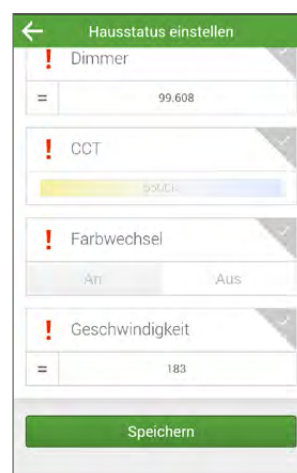 Hausstatus einstellen
! Dimmer
= 99.608
! CCT
! Farbwechsel
An Aus
! Geschwindigkeit
= 183
Speichern